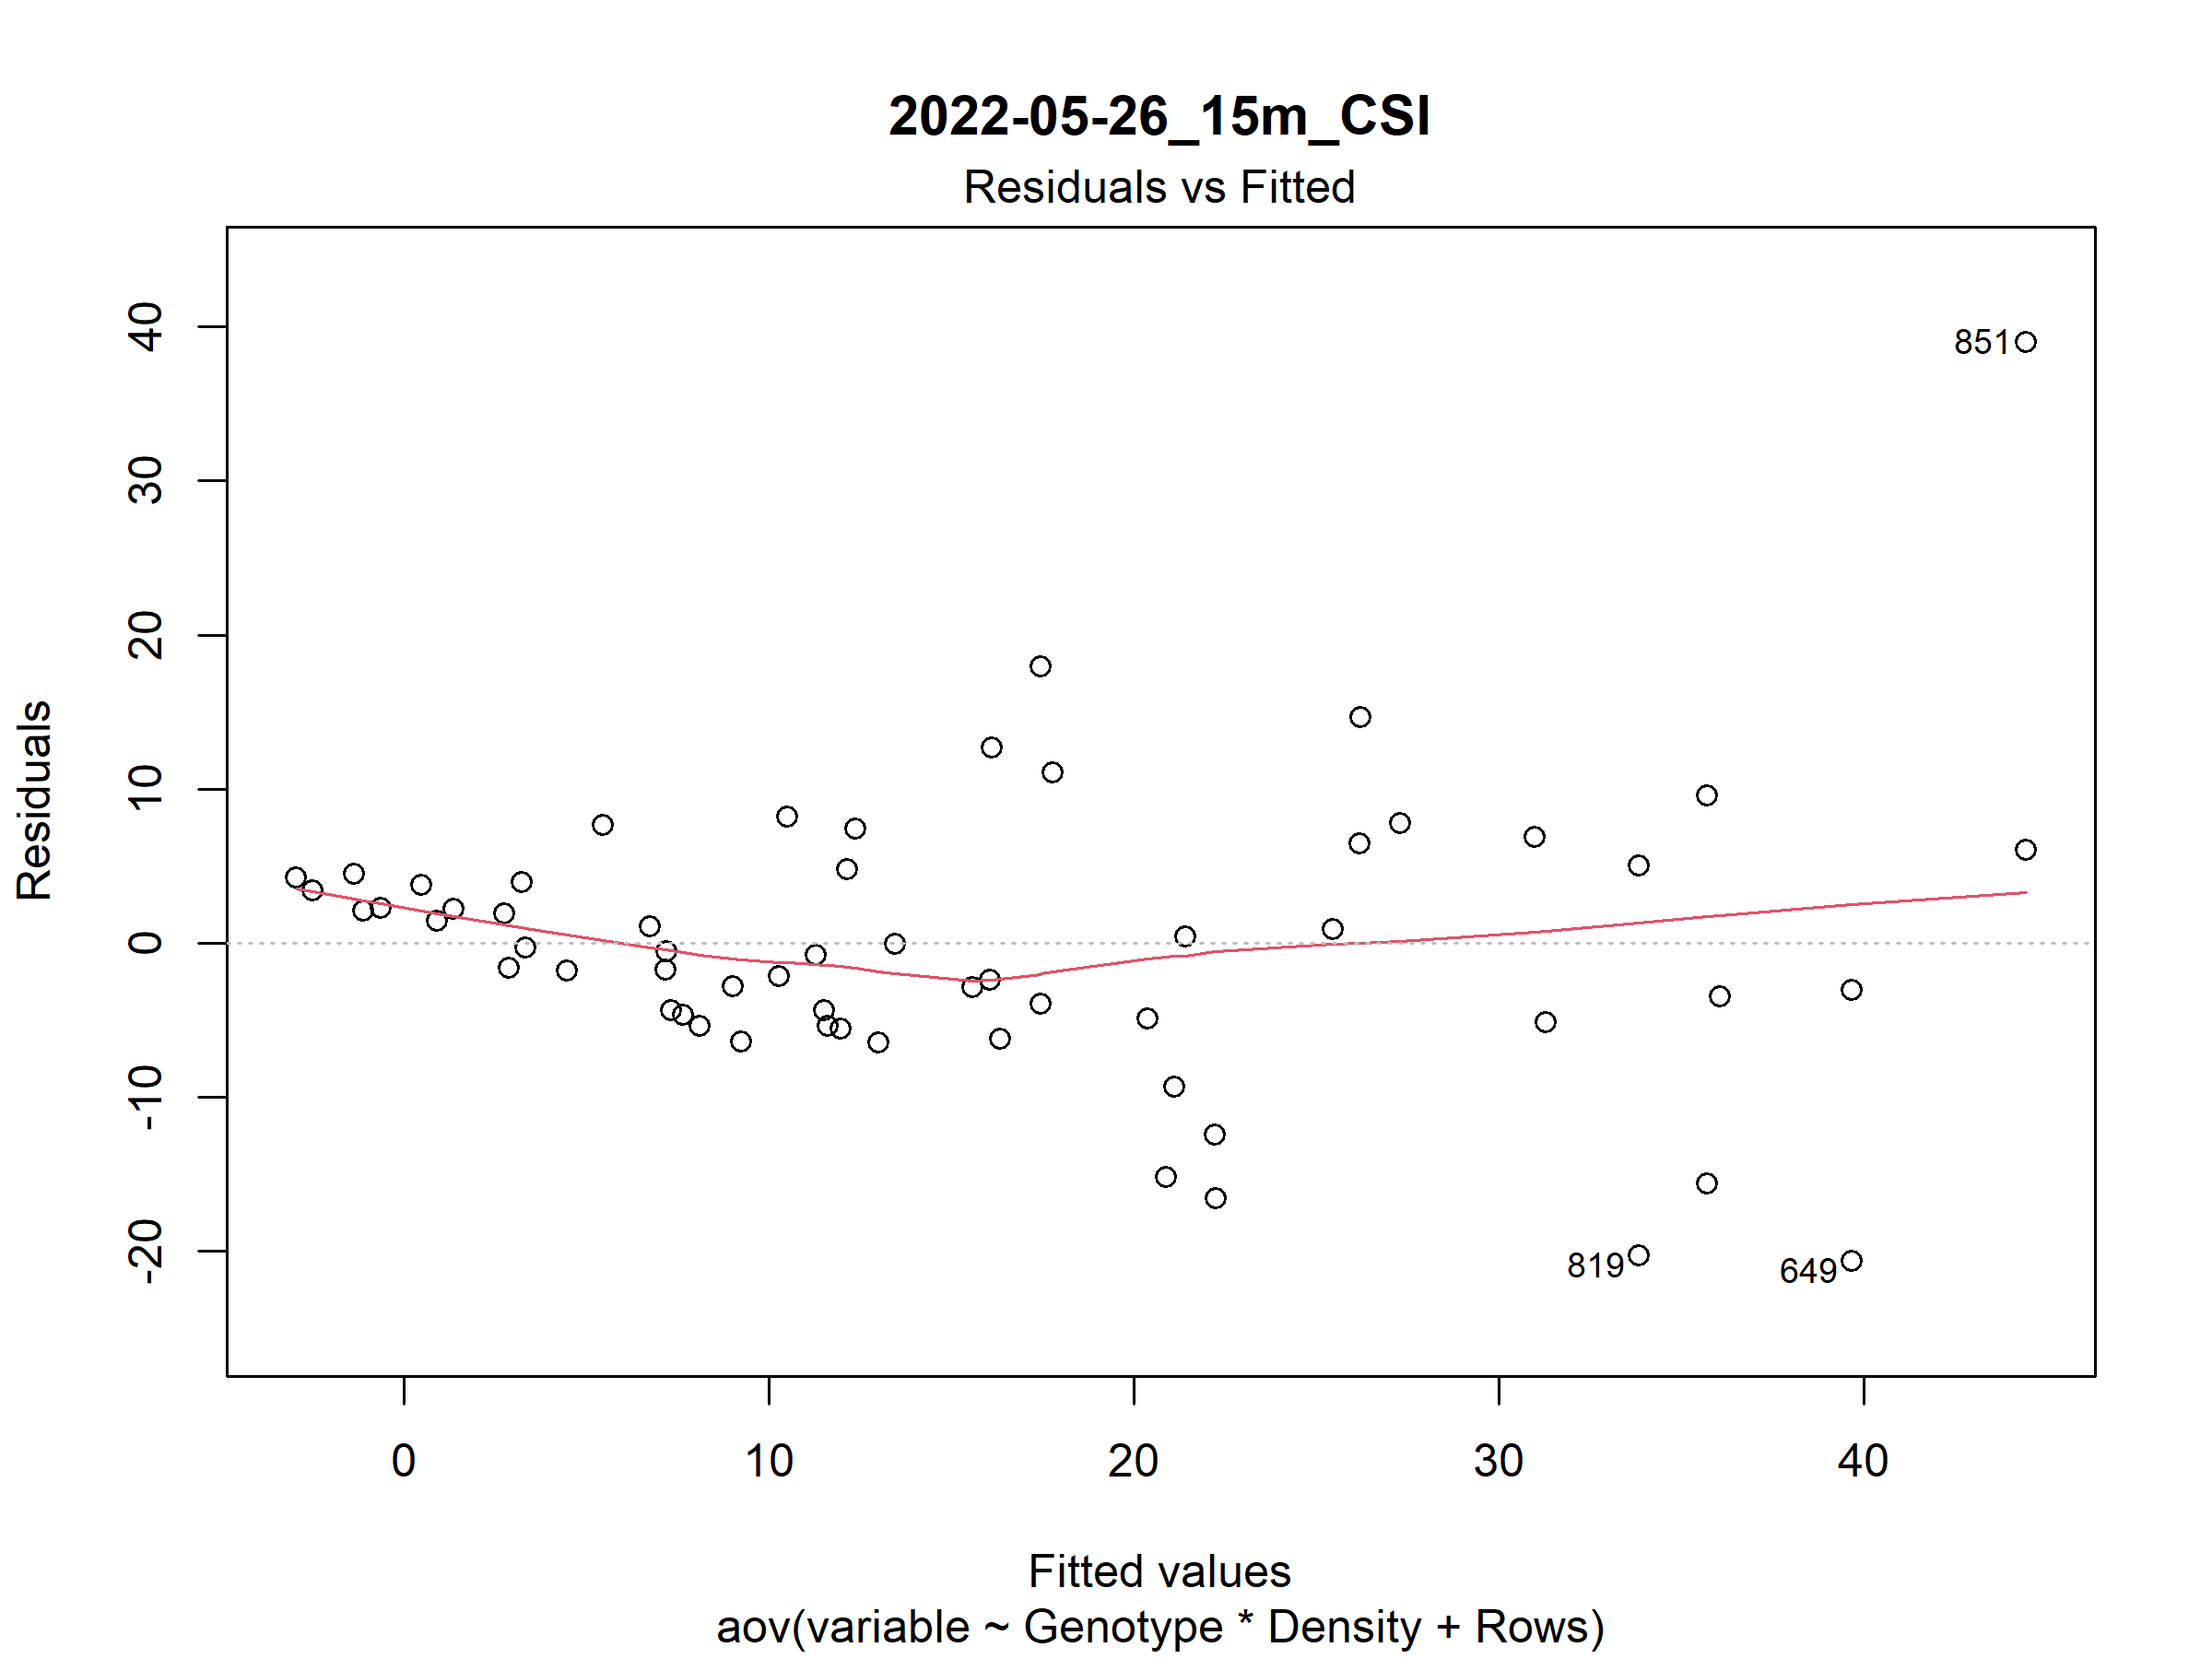 2022-05-26_15m_CSI
Residuals vs Fitted
Residuals
40
30
20
10
0
-10
-20
851
819
649
0 10 20 30 40
Fitted values
aov(variable ~ Genotype * Density + Rows)